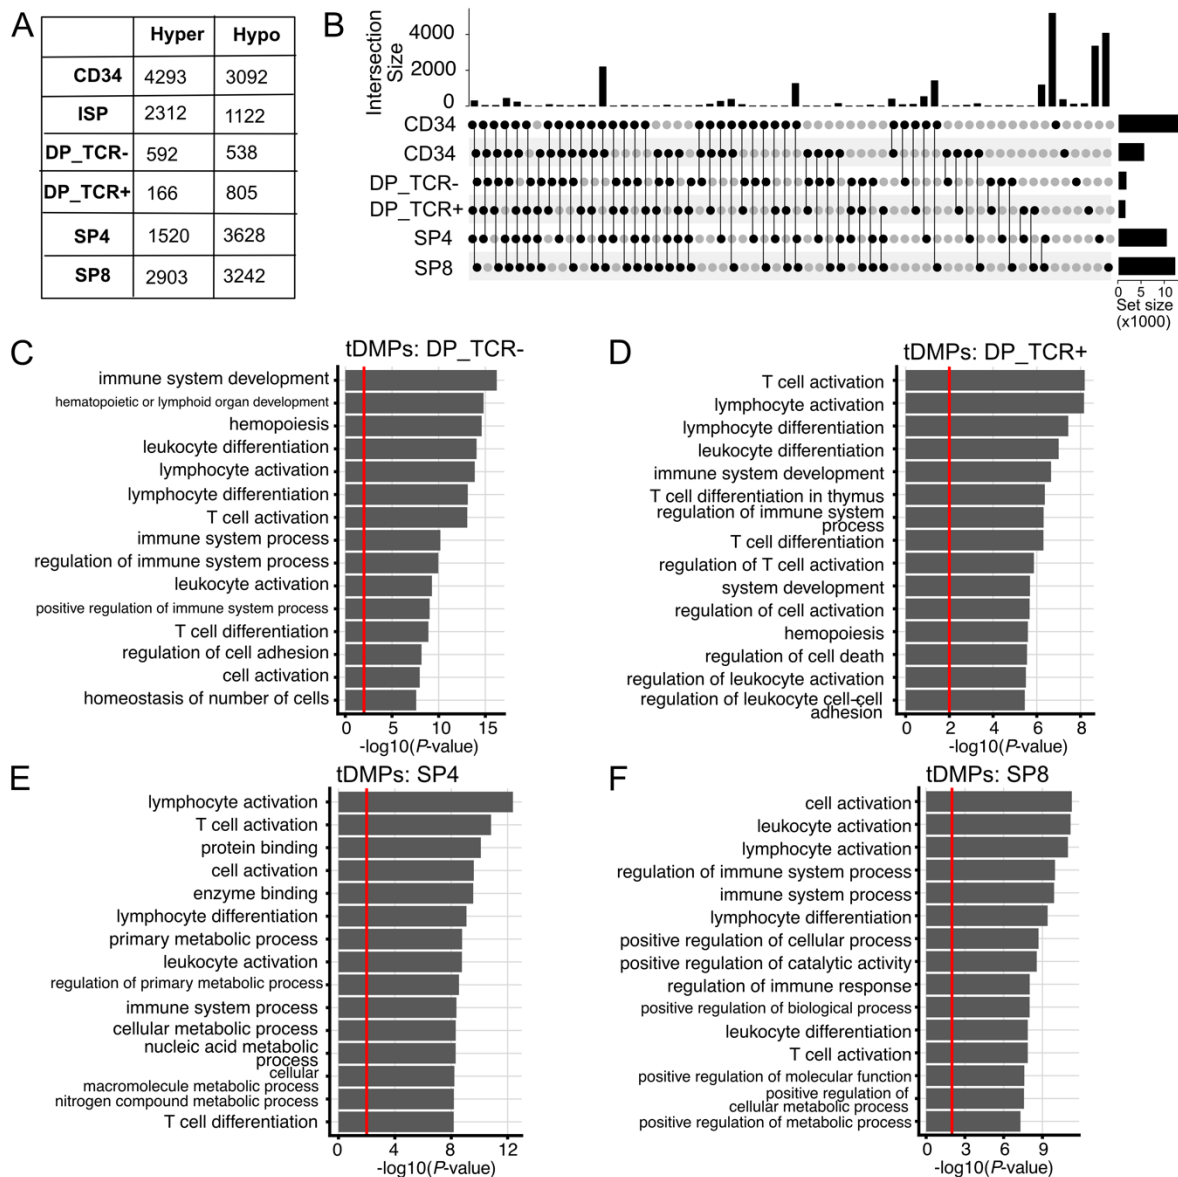 A
Hyper Hypo
CD34 4293 3092
ISP 2312 1122
DP_TCR- 592 538
DP_TCR+ 166 805
SP4 1520 3628
SP8 2903 3242
B
Intersection
Size
4000
2000
0
CD34
CD34
DP_TCR-
DP_TCR+
SP4
SP8
0 5 10
Set size
(x1000)
C
tDMPs: DP_TCR-
immune system development
hematopoietic or lymphoid organ development
hemopoiesis
leukocyte differentiation
lymphocyte activation
lymphocyte differentiation
T cell activation
immune system process
regulation of immune system process
leukocyte activation
positive regulation of immune system process
T cell differentiation
regulation of cell adhesion
cell activation
homeostasis of number of cells
0 5 10 15
-log10(P-value)
D
tDMPs: DP_TCR+
T cell activation
lymphocyte activation
lymphocyte differentiation
leukocyte differentiation
immune system development
T cell differentiation in thymus
regulation of immune system
process
T cell differentiation
regulation of T cell activation
system development
regulation of cell activation
hemopoiesis
regulation of cell death
regulation of leukocyte activation
regulation of leukocyte cell-cell
adhesion
0 2 4 6 8
-log10(P-value)
E
tDMPs: SP4
lymphocyte activation
T cell activation
protein binding
cell activation
enzyme binding
lymphocyte differentiation
primary metabolic process
leukocyte activation
regulation of primary metabolic process
immune system process
cellular metabolic process
nucleic acid metabolic
process
cellular
macromolecule metabolic process
nitrogen compound metabolic process
T cell differentiation
0 4 8 12
-log10(P-value)
F
tDMPs: SP8
cell activation
leukocyte activation
lymphocyte activation
regulation of immune system process
immune system process
lymphocyte differentiation
positive regulation of cellular process
positive regulation of catalytic activity
regulation of immune response
positive regulation of biological process
leukocyte differentiation
T cell activation
positive regulation of molecular function
positive regulation of
cellular metabolic process
positive regulation of metabolic process
0 3 6 9
-log10(P-value)